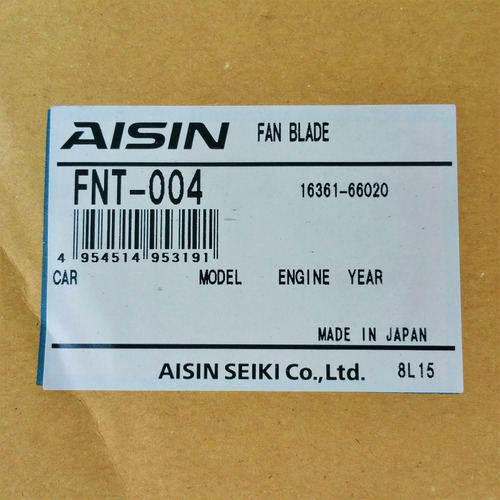 AISIN FAN BLADE
FNT-004 16361-66020
4 954514 953191
CAR MODEL ENGINE YEAR
MADE IN JAPAN
AISIN SEIKI Co.,Ltd. 8L15